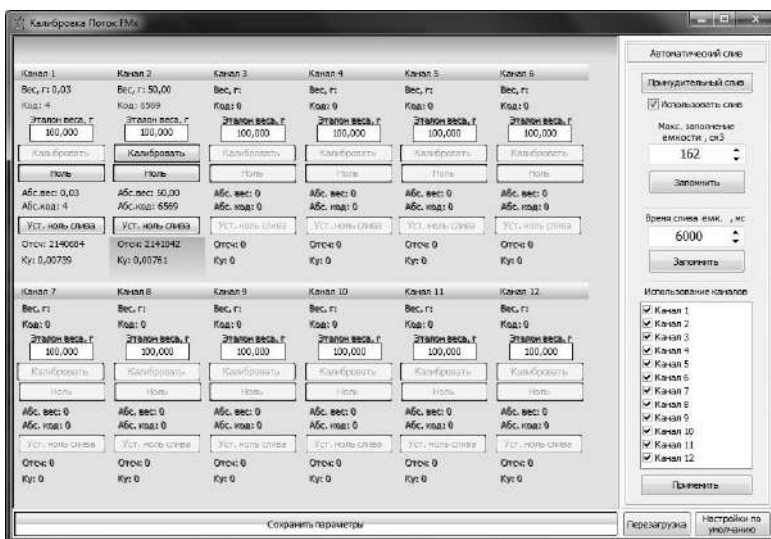 Калибровка Поток.FMx
Канал 1 Канал 2 Канал 3 Канал 4 Канал 5 Канал 6
Вес, г: 0,03 Вес, г: 50,00 Вес, г: Вес, г: Вес, г: Вес, г:
Код: 4 Код: 6569 Код: 0 Код: 0 Код: 0 Код: 0
Эталон веса, г Эталон веса, г Эталон веса, г Эталон веса, г Эталон веса, г Эталон веса, г
100,000 100,000 100,000 100,000 100,000 100,000
Калибровать Калибровать Калибровать Калибровать Калибровать Калибровать
Ноль Ноль Ноль Ноль Ноль Ноль
Абс.вес: 0,03 Абс.вес: 50,00 Абс. вес: 0 Абс. вес: 0 Абс. вес: 0 Абс. вес: 0
Абс.код: 4 Абс.код: 6569 Абс. код: 0 Абс. код: 0 Абс. код: 0 Абс. код: 0
Уст. ноль слива Уст. ноль слива Уст. ноль слива Уст. ноль слива Уст. ноль слива Уст. ноль слива
Отсч: 2140684 Отсч: 2141042 Отсч: 0 Отсч: 0 Отсч: 0 Отсч: 0
Ку: 0,00739 Ку: 0,00761 Ку: 0 Ку: 0 Ку: 0 Ку: 0
Канал 7 Канал 8 Канал 9 Канал 10 Канал 11 Канал 12
Вес, г: Вес, г: Вес, г: Вес, г: Вес, г: Вес, г:
Код: 0 Код: 0 Код: 0 Код: 0 Код: 0 Код: 0
Эталон веса, г Эталон веса, г Эталон веса, г Эталон веса, г Эталон веса, г Эталон веса, г
100,000 100,000 100,000 100,000 100,000 100,000
Калибровать Калибровать Калибровать Калибровать Калибровать Калибровать
Ноль Ноль Ноль Ноль Ноль Ноль
Абс. вес: 0 Абс. вес: 0 Абс. вес: 0 Абс. вес: 0 Абс. вес: 0 Абс. вес: 0
Абс. код: 0 Абс. код: 0 Абс. код: 0 Абс. код: 0 Абс. код: 0 Абс. код: 0
Уст. ноль слива Уст. ноль слива Уст. ноль слива Уст. ноль слива Уст. ноль слива Уст. ноль слива
Отсч: 0 Отсч: 0 Отсч: 0 Отсч: 0 Отсч: 0 Отсч: 0
Ку: 0 Ку: 0 Ку: 0 Ку: 0 Ку: 0 Ку: 0
Сохранить параметры
Автоматический слив
Принудительный слив
Использовать слив
Макс. заполнение
емкости , см3
162
Запомнить
Время слива емк. , мс
6000
Запомнить
Использование каналов
Канал 1
Канал 2
Канал 3
Канал 4
Канал 5
Канал 6
Канал 7
Канал 8
Канал 9
Канал 10
Канал 11
Канал 12
Применить
Перезагрузка
Настройки по
умолчанию